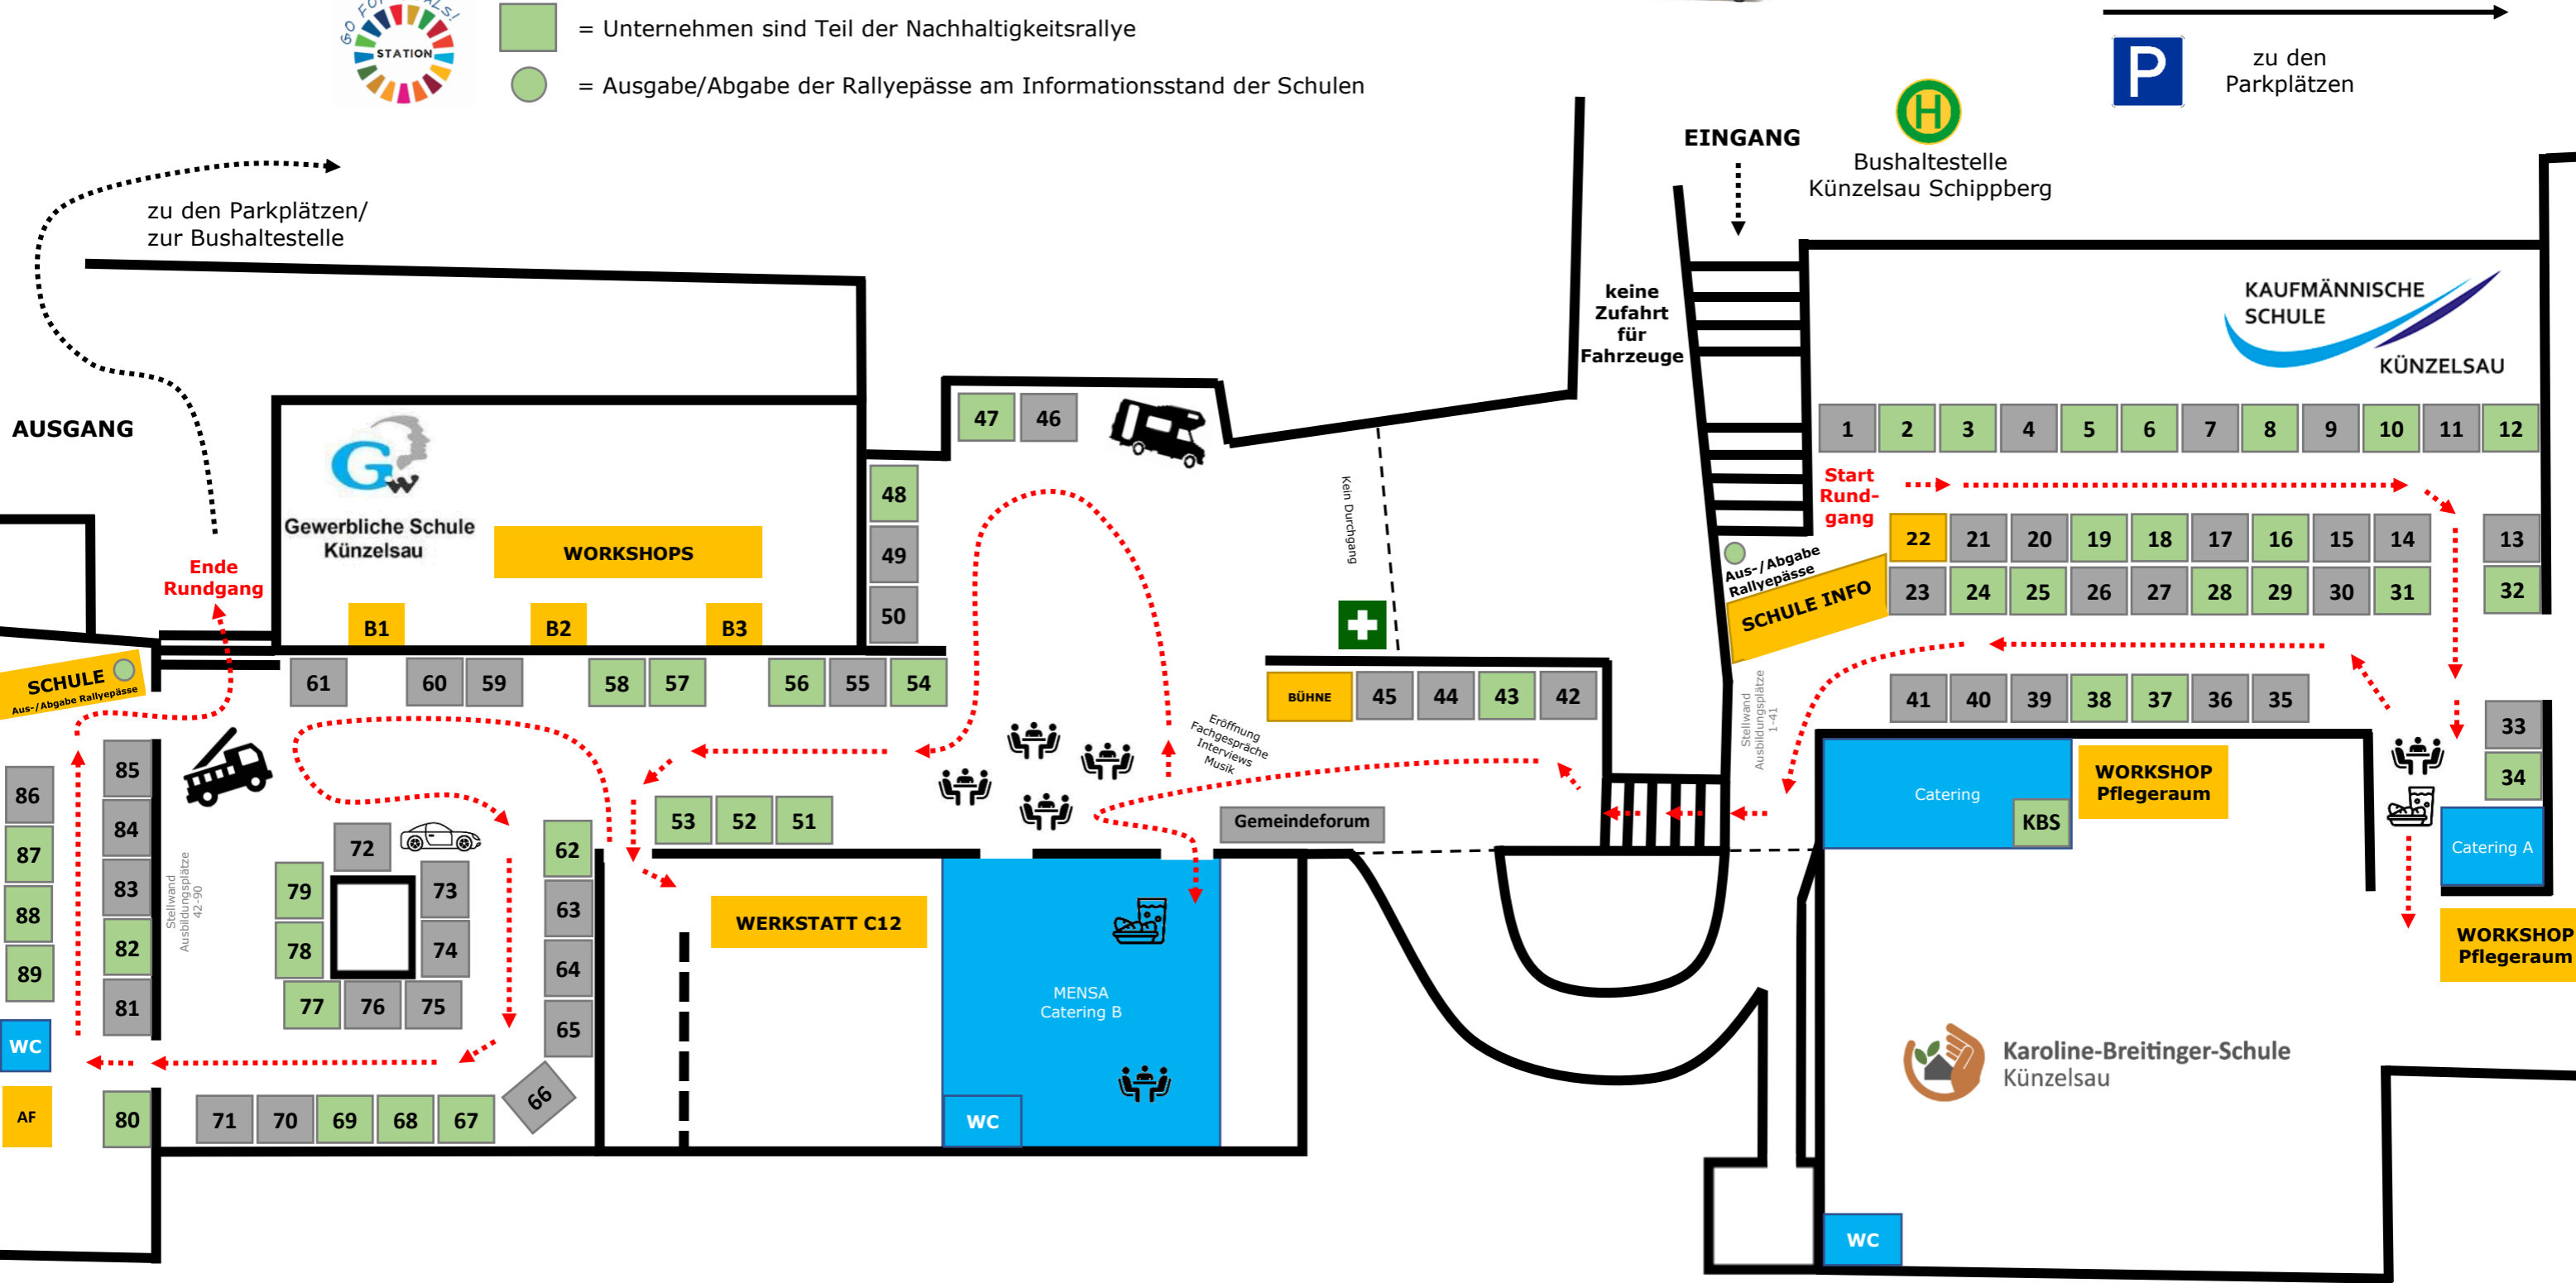 GO FOR GOALS!
STATION
= Unternehmen sind Teil der Nachhaltigkeitsrallye
= Ausgabe/Abgabe der Rallyepässe am Informationsstand der Schulen
P
zu den
Parkplätzen
H
Bushaltestelle
Künzelsau Schippberg
EINGANG
zu den Parkplätzen/
zur Bushaltestelle
keine
Zufahrt
für
Fahrzeuge
KAUFMÄNNISCHE
SCHULE
KÜNZELSAU
AUSGANG
Gewerbliche Schule
Künzelsau
WORKSHOPS
B1 B2 B3
Ende
Rundgang
47 46
48
49
50
Kein Durchgang
1 2 3 4 5 6 7 8 9 10 11 12
Start
Rund-
gang
22 21 20 19 18 17 16 15 14 13
23 24 25 26 27 28 29 30 31 32
Aus-/Abgabe
Rallyepässe
SCHULE INFO
Stellwand
Ausbildungsplätze
1-41
41 40 39 38 37 36 35
33
34
SCHULE
Aus-/Abgabe Rallyepässe
61 60 59 58 57 56 55 54
BÜHNE 45 44 43 42
Eröffnung
Fachgespräche
Interviews
Musik
Gemeindeforum
53 52 51
Catering
KBS
WORKSHOP
Pflegeraum
Catering A
WORKSHOP
Pflegeraum
86
87
88
89
WC
AF
85
84
83
82
81
80
Stellwand
Ausbildungsplätze
42-90
72
79 73
78 74
77 76 75
62
63
64
65
66
71 70 69 68 67
WERKSTATT C12
MENSA
Catering B
WC
Karoline-Breitinger-Schule
Künzelsau
WC